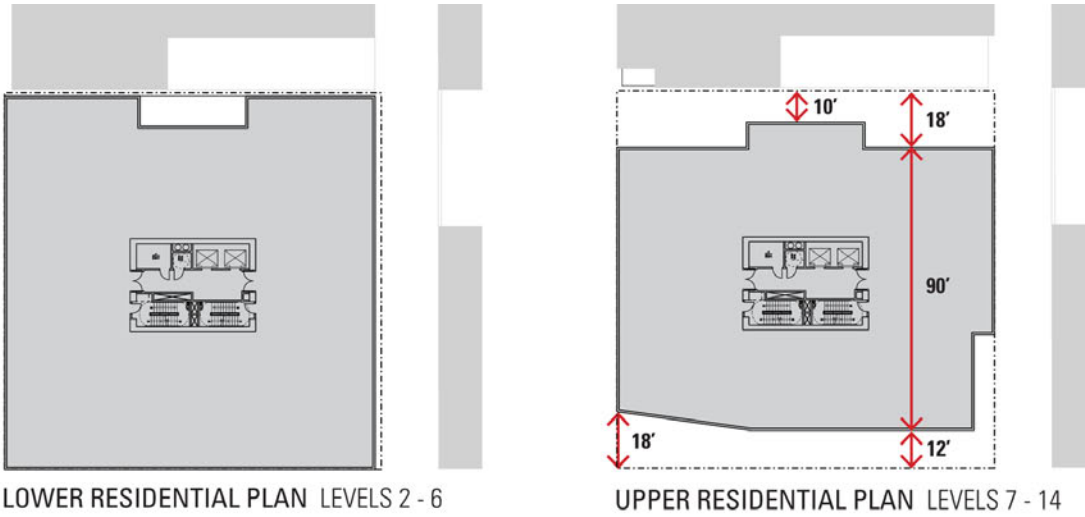 10'
18'
90'
18'
12'
LOWER RESIDENTIAL PLAN LEVELS 2 - 6
UPPER RESIDENTIAL PLAN LEVELS 7 - 14